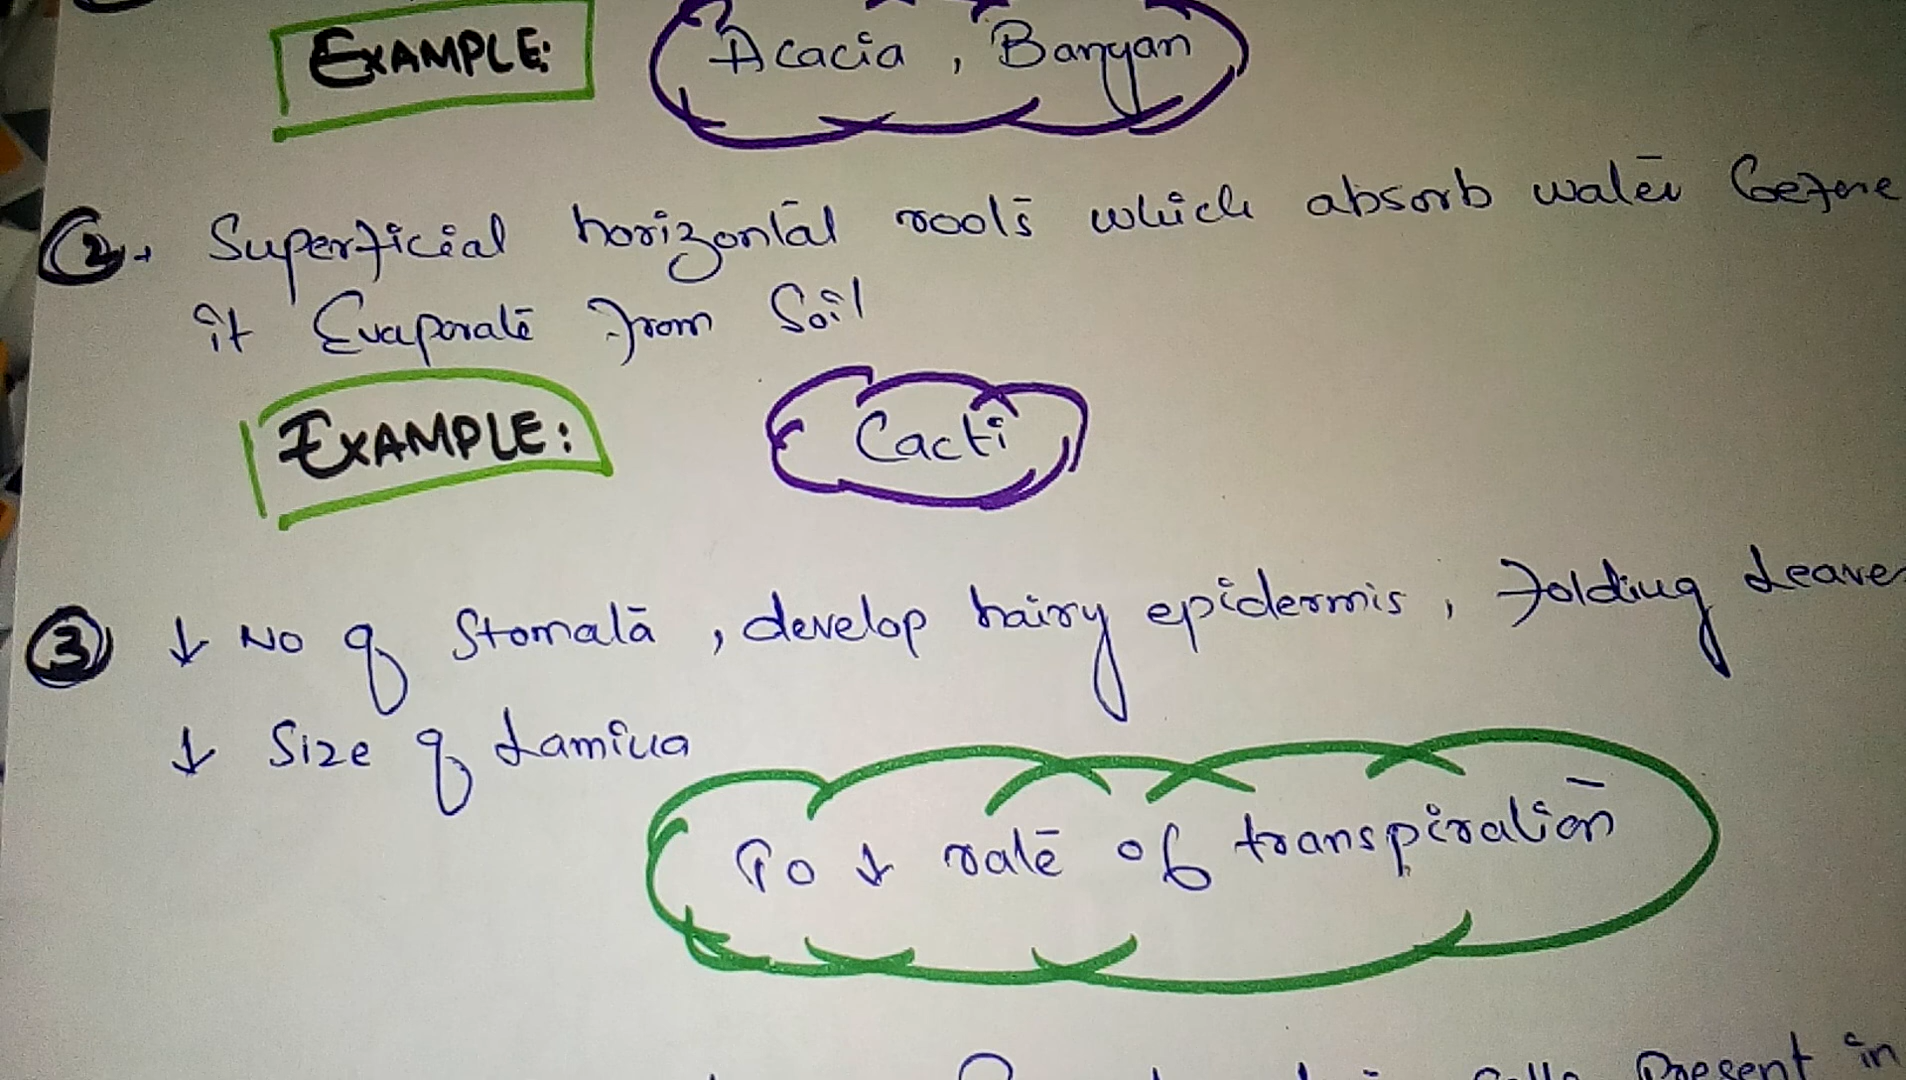 EXAMPLE: Acacia, Banyan
2. Superficial horizontal roots which absorb water before
it Evaporate from Soil
EXAMPLE: Cacti
3 ↓ No of Stomata, develop hairy epidermis, folding Leaves
↓ Size of Lamina
To ↓ rate of transpiration
Present in